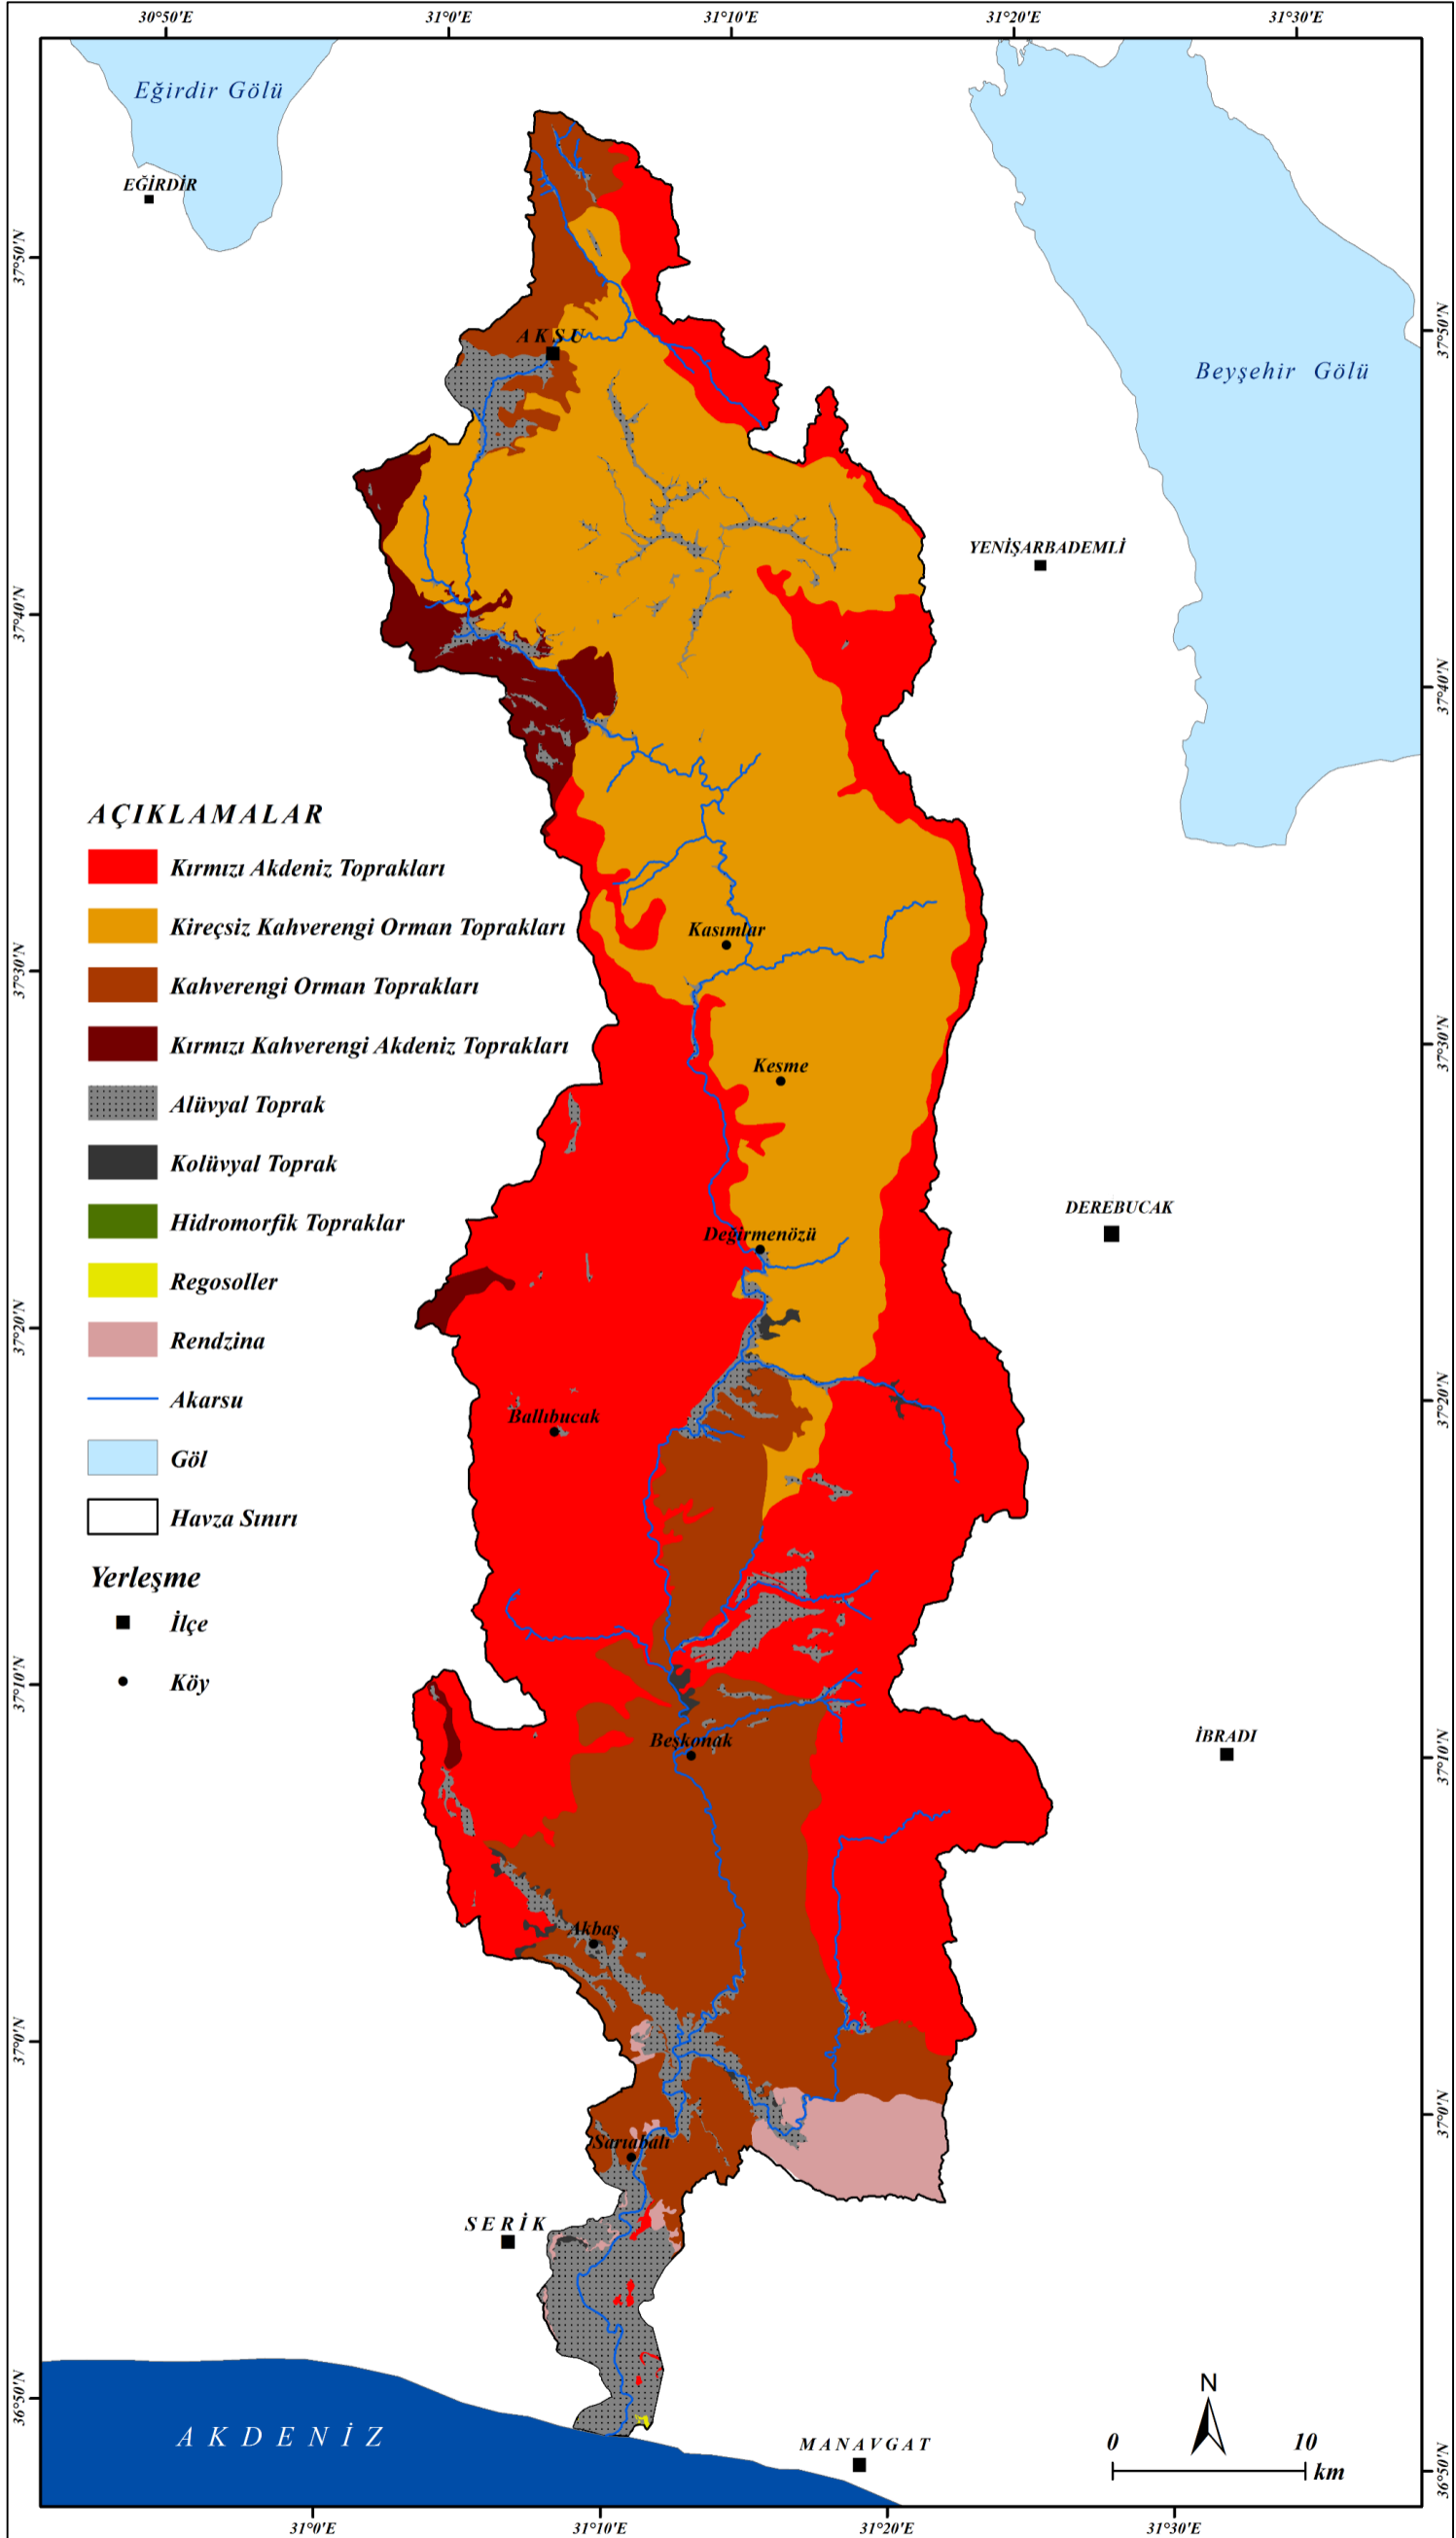 30°50'E
31°0'E
31°10'E
31°20'E
31°30'E
Eğirdir Gölü
EĞİRDİR
37°50'N
37°50'N
AKSU
Beyşehir Gölü
YENİŞARBADEMLİ
37°40'N
37°40'N
AÇIKLAMALAR
Kırmızı Akdeniz Toprakları
Kireçsiz Kahverengi Orman Toprakları
Kahverengi Orman Toprakları
Kırmızı Kahverengi Akdeniz Toprakları
Alüvyal Toprak
Kolüvyal Toprak
Hidromorfik Topraklar
Regosoller
Rendzina
Akarsu
Göl
Havza Sınırı
Yerleşme
İlçe
Köy
Kasımlar
37°30'N
37°30'N
Kesme
Değirmenözü
DEREBUCAK
37°20'N
37°20'N
Ballıbucak
37°10'N
37°10'N
Beşkonak
İBRADI
Akbaş
37°0'N
37°0'N
Sarıabalı
SERİK
36°50'N
36°50'N
AKDENİZ
MANAVGAT
N
0 10
km
31°0'E
31°10'E
31°20'E
31°30'E